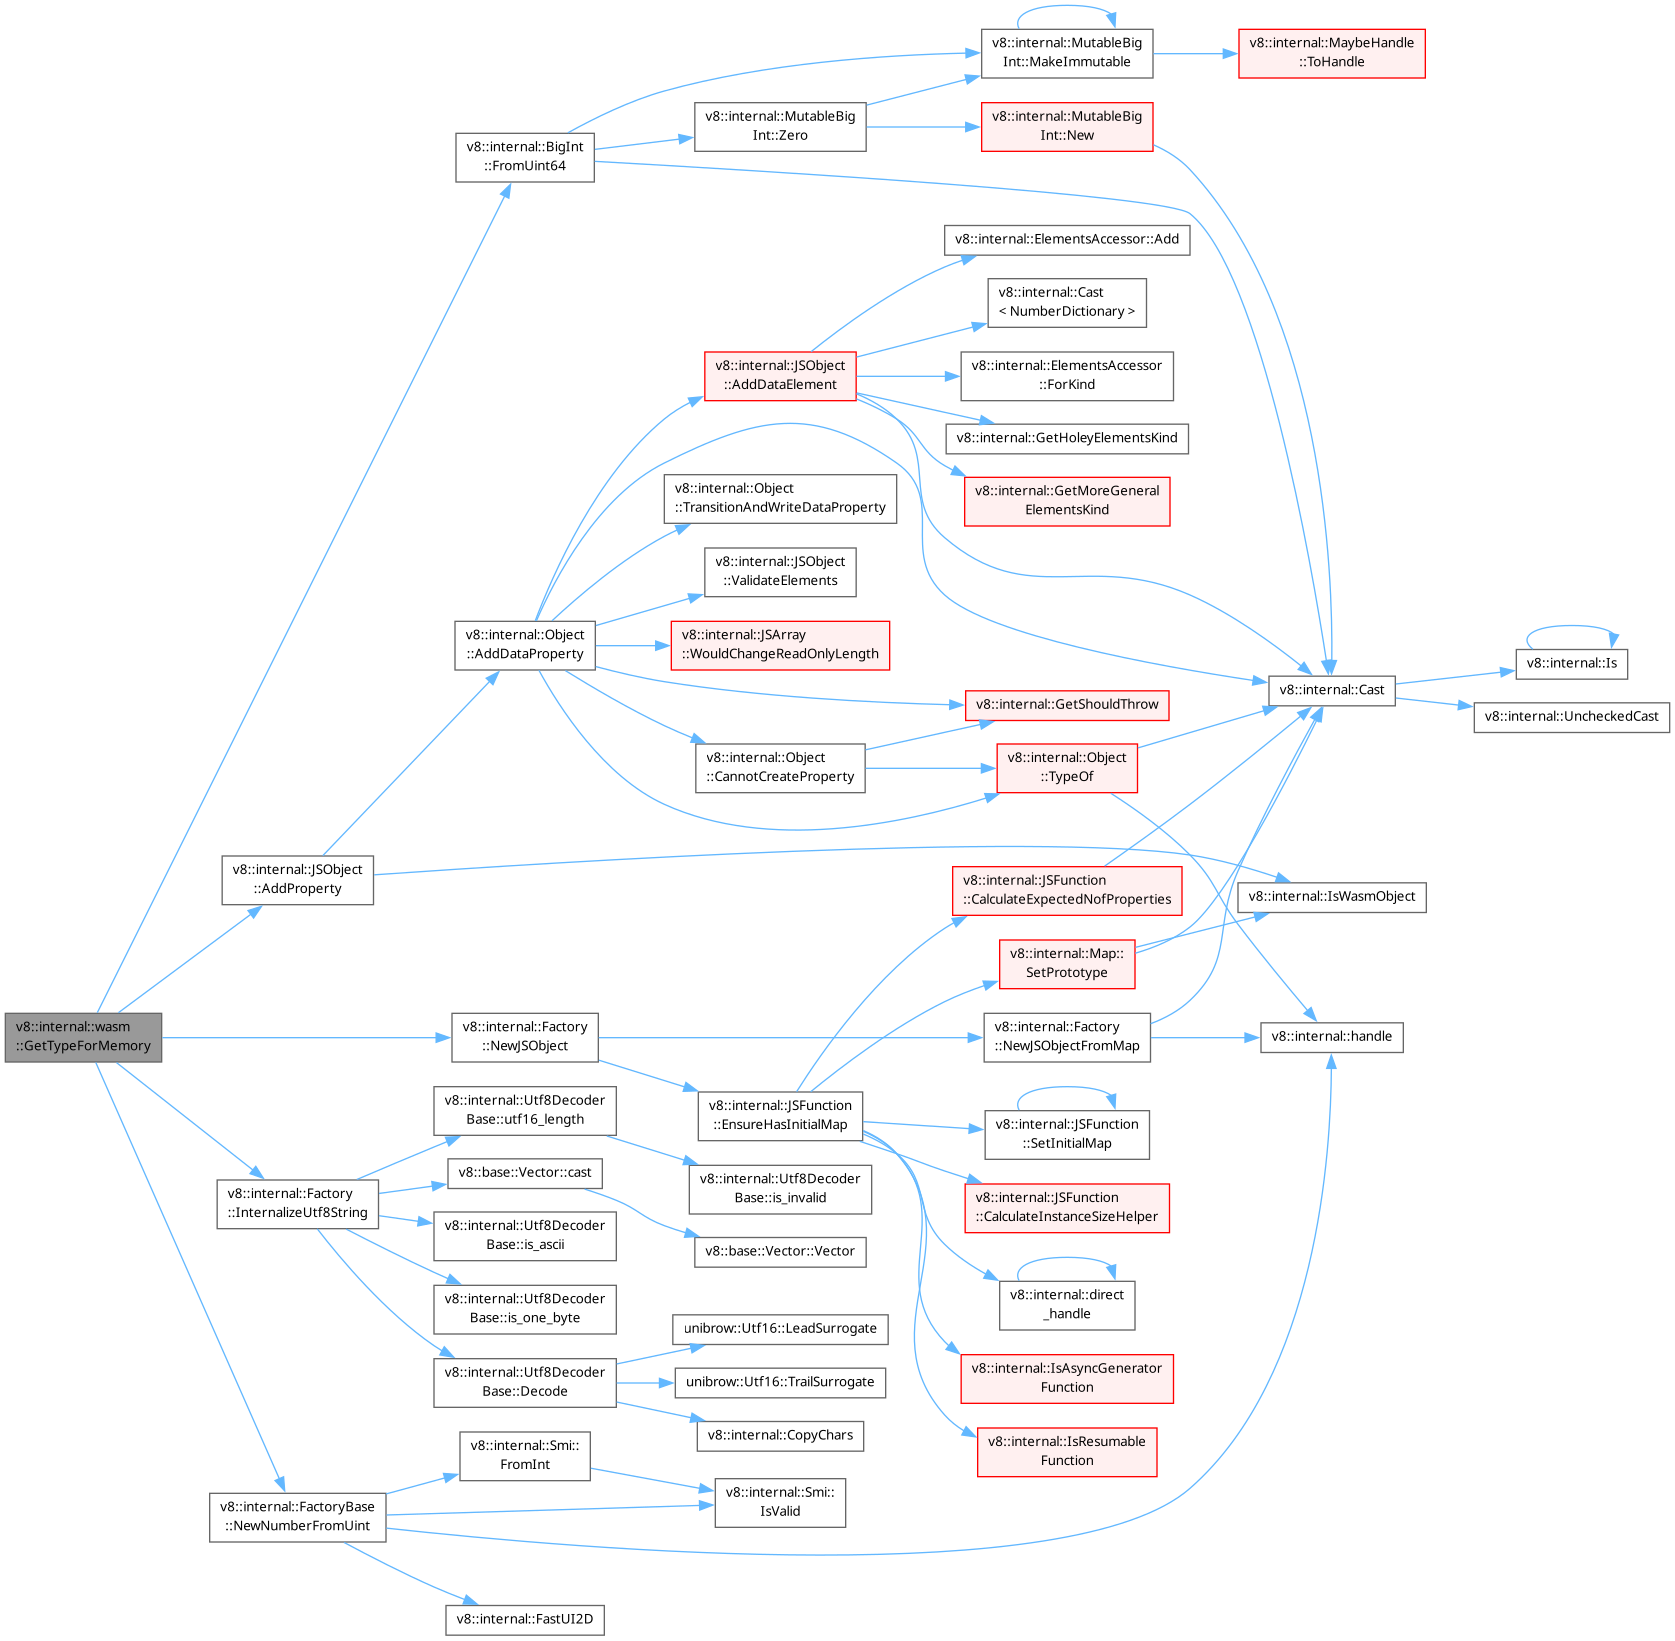 v8::internal::MutableBig
Int::MakeImmutable
v8::internal::MaybeHandle
::ToHandle
v8::internal::BigInt
::FromUint64
v8::internal::MutableBig
Int::Zero
v8::internal::MutableBig
Int::New
v8::internal::ElementsAccessor::Add
v8::internal::Cast
< NumberDictionary >
v8::internal::JSObject
::AddDataElement
v8::internal::ElementsAccessor
::ForKind
v8::internal::GetHoleyElementsKind
v8::internal::GetMoreGeneral
ElementsKind
v8::internal::Object
::TransitionAndWriteDataProperty
v8::internal::JSObject
::ValidateElements
v8::internal::Object
::AddDataProperty
v8::internal::JSArray
::WouldChangeReadOnlyLength
v8::internal::Is
v8::internal::Cast
v8::internal::UncheckedCast
v8::internal::GetShouldThrow
v8::internal::Object
::CannotCreateProperty
v8::internal::Object
::TypeOf
v8::internal::JSObject
::AddProperty
v8::internal::JSFunction
::CalculateExpectedNofProperties
v8::internal::IsWasmObject
v8::internal::Map::
SetPrototype
v8::internal::wasm
::GetTypeForMemory
v8::internal::Factory
::NewJSObject
v8::internal::Factory
::NewJSObjectFromMap
v8::internal::handle
v8::internal::JSFunction
::EnsureHasInitialMap
v8::internal::Utf8Decoder
Base::utf16_length
v8::internal::JSFunction
::SetInitialMap
v8::base::Vector::cast
v8::internal::Utf8Decoder
Base::is_invalid
v8::internal::Factory
::InternalizeUtf8String
v8::internal::JSFunction
::CalculateInstanceSizeHelper
v8::internal::Utf8Decoder
Base::is_ascii
v8::base::Vector::Vector
v8::internal::Utf8Decoder
Base::is_one_byte
v8::internal::direct
_handle
v8::internal::Utf8Decoder
Base::Decode
unibrow::Utf16::LeadSurrogate
unibrow::Utf16::TrailSurrogate
v8::internal::IsAsyncGenerator
Function
v8::internal::CopyChars
v8::internal::IsResumable
Function
v8::internal::Smi::
FromInt
v8::internal::Smi::
IsValid
v8::internal::FactoryBase
::NewNumberFromUint
v8::internal::FastUI2D